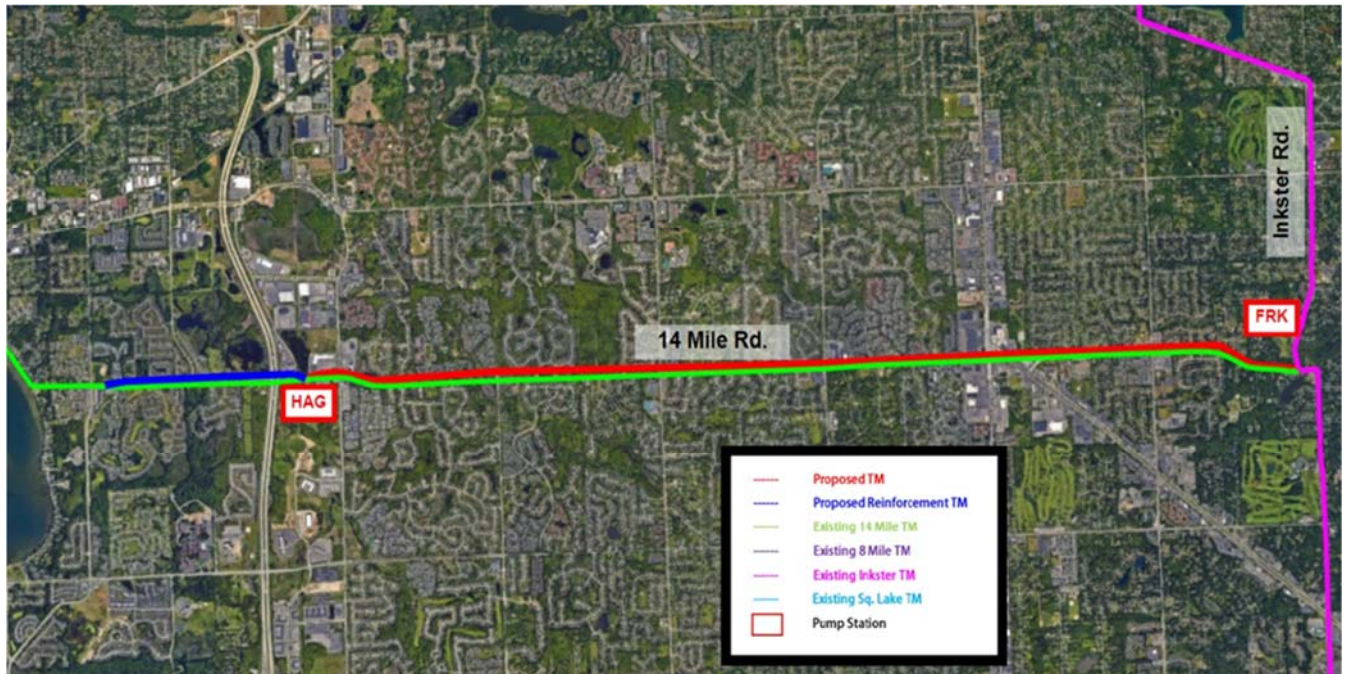 Inkster Rd.
FRK
14 Mile Rd.
HAG
Proposed TM
Proposed Reinforcement TM
Existing 14 Mile TM
Existing 8 Mile TM
Existing Inkster TM
Existing Sq. Lake TM
Pump Station